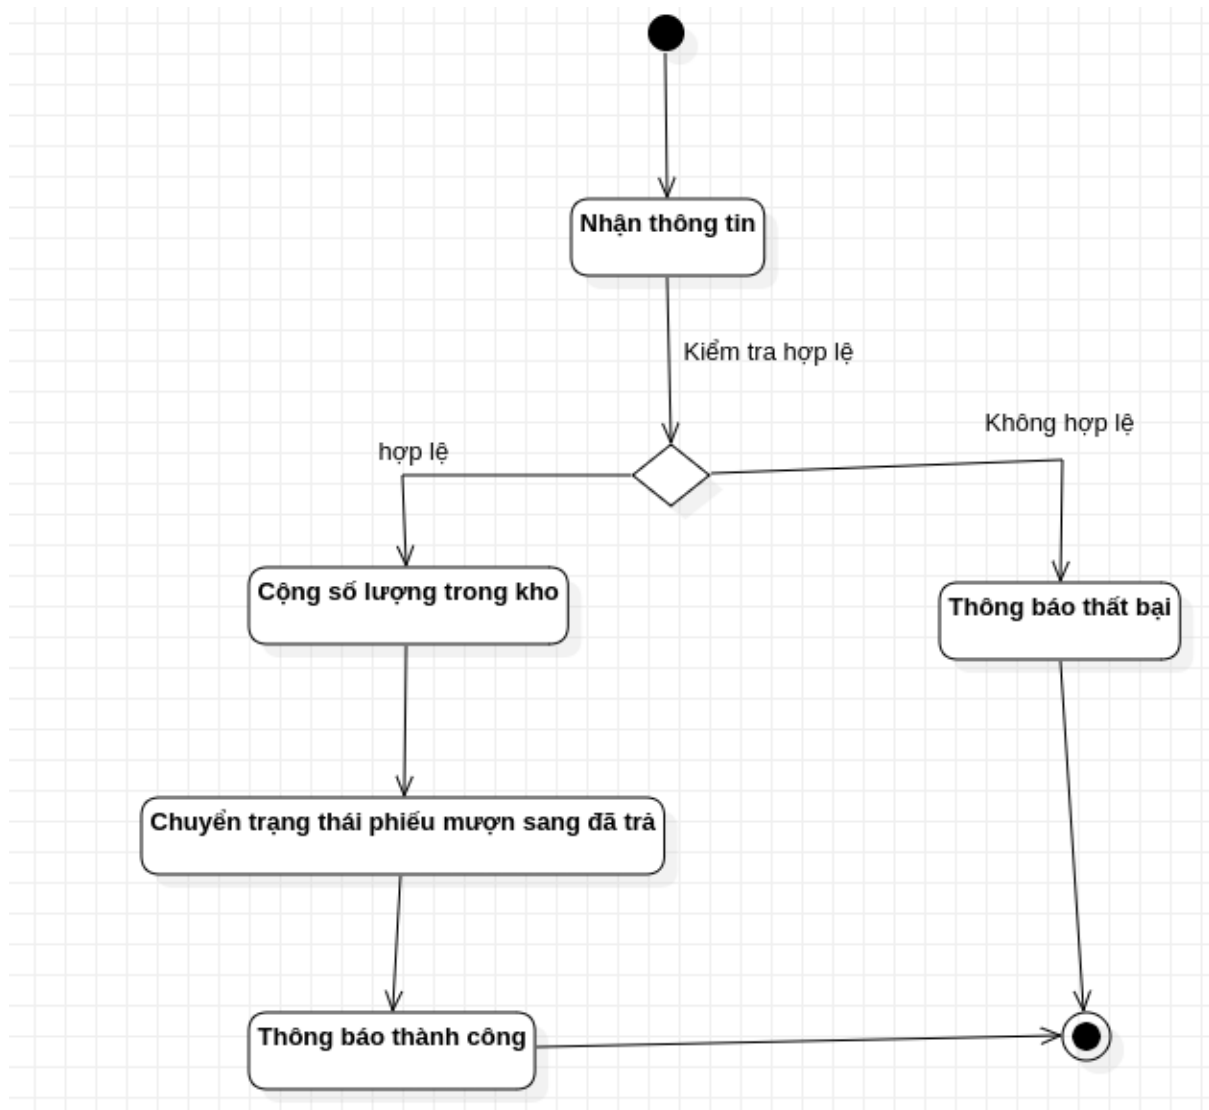 Nhận thông tin
Kiểm tra hợp lệ
Không hợp lệ
hợp lệ
Cộng số lượng trong kho
Thông báo thất bại
Chuyển trạng thái phiếu mượn sang đã trả
Thông báo thành công